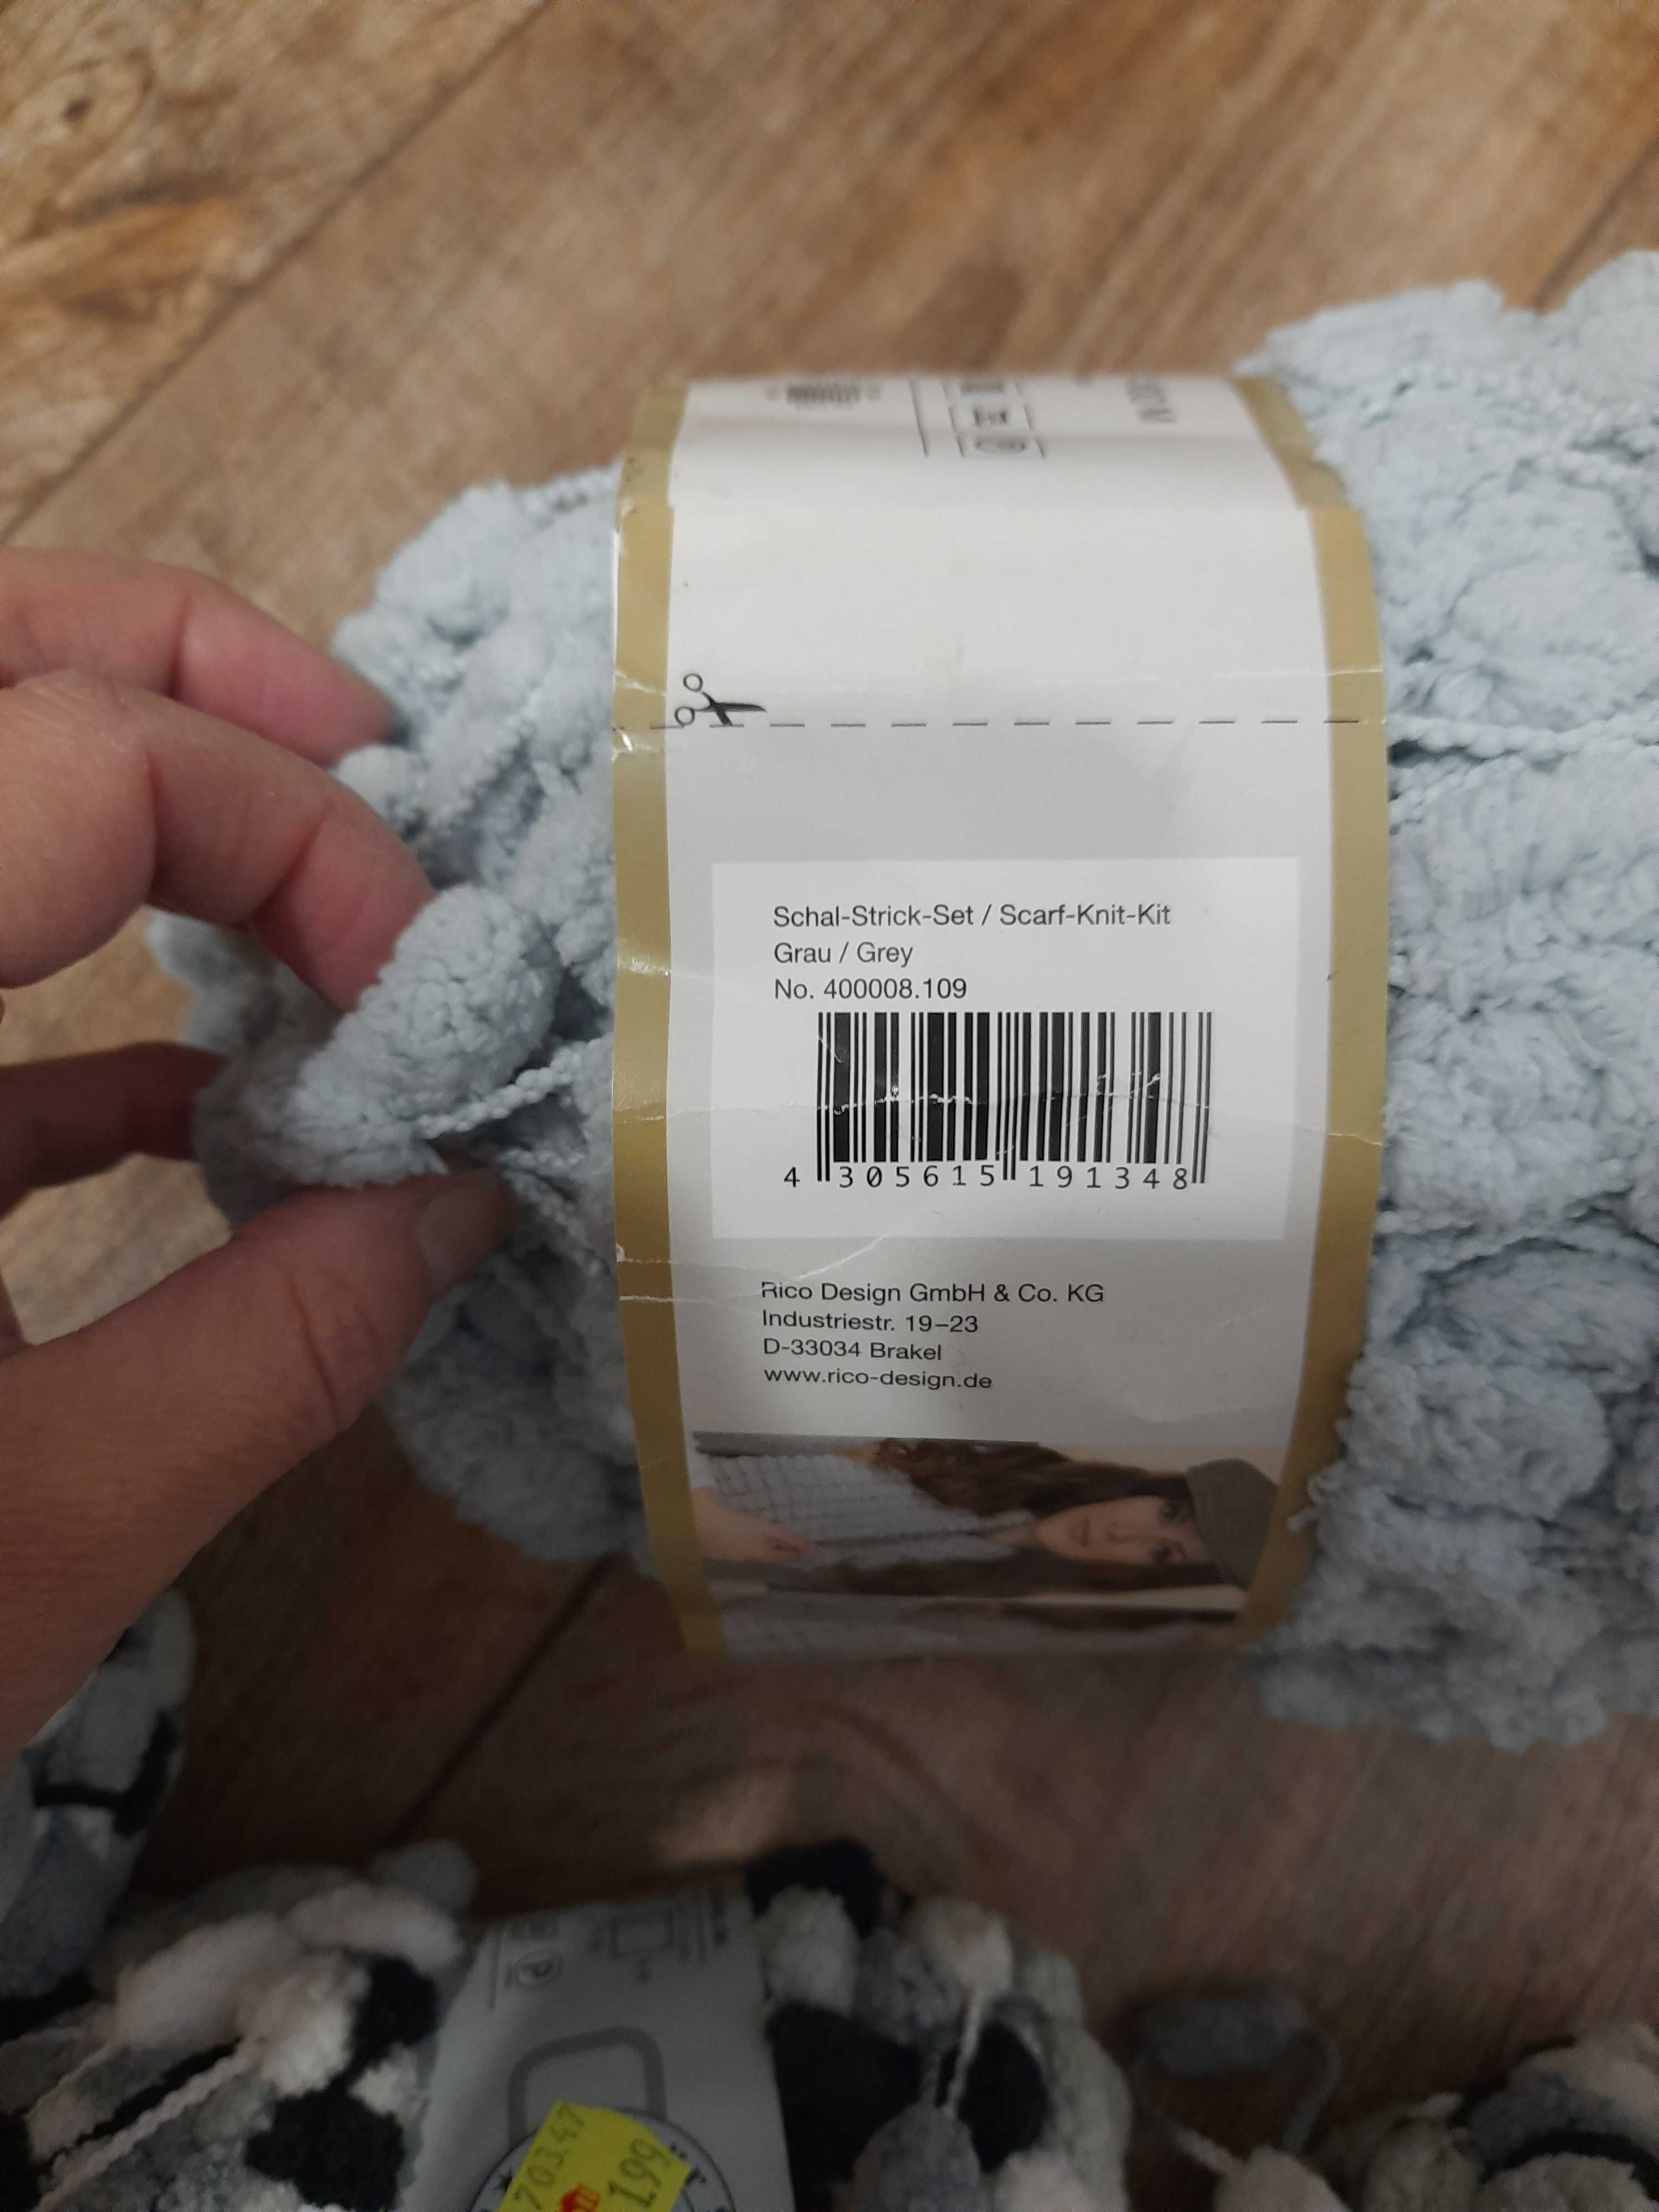 Schal-Strick-Set / Scarf-Knit-Kit
Grau / Grey
No. 400008.109
4 305615 191348
Rico Design GmbH & Co. KG
Industriestr. 19–23
D-33034 Brakel
www.rico-design.de
1.99